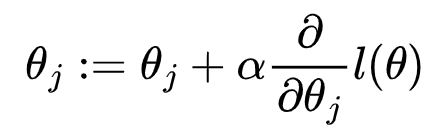 θ_j := θ_j + α ∂/∂θ_j l(θ)